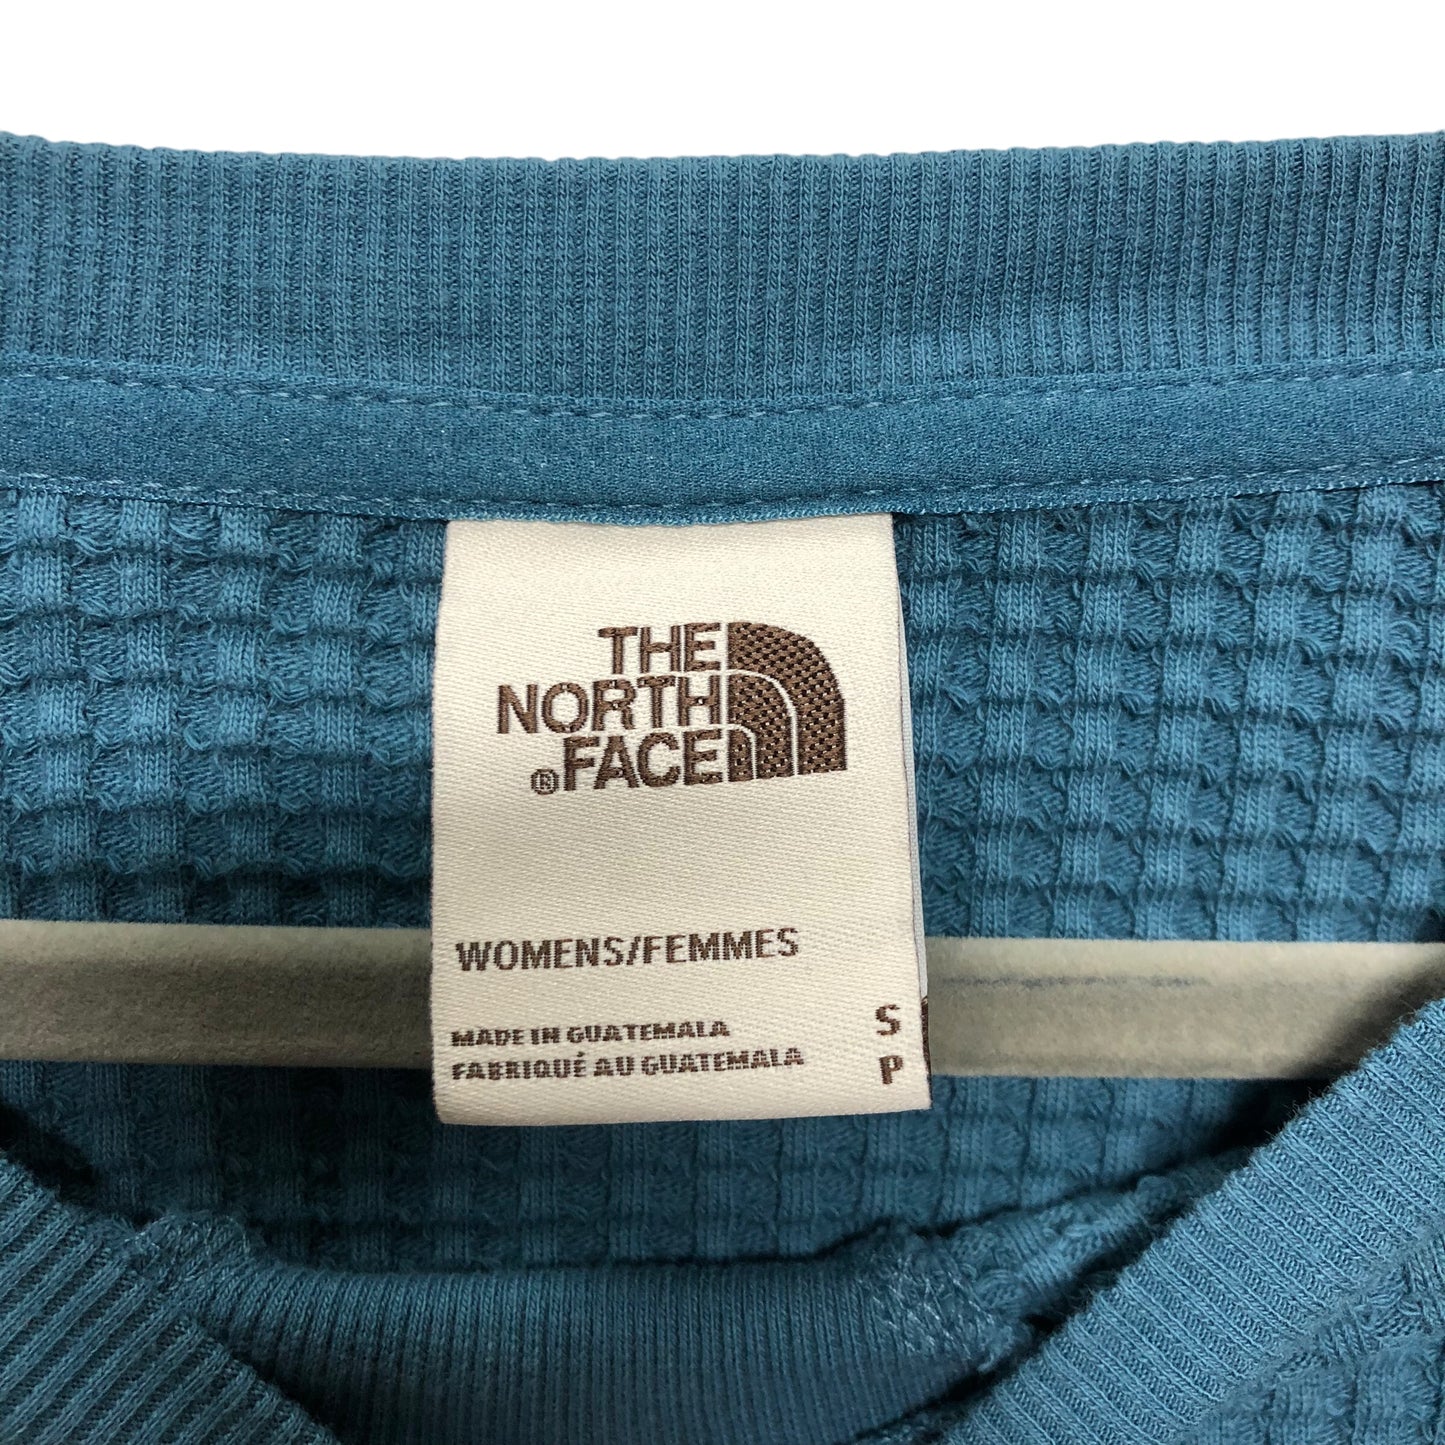 THE
NORTH
® FACE
WOMENS/FEMMES
MADE IN GUATEMALA
FABRIQUÉ AU GUATEMALA
S
P